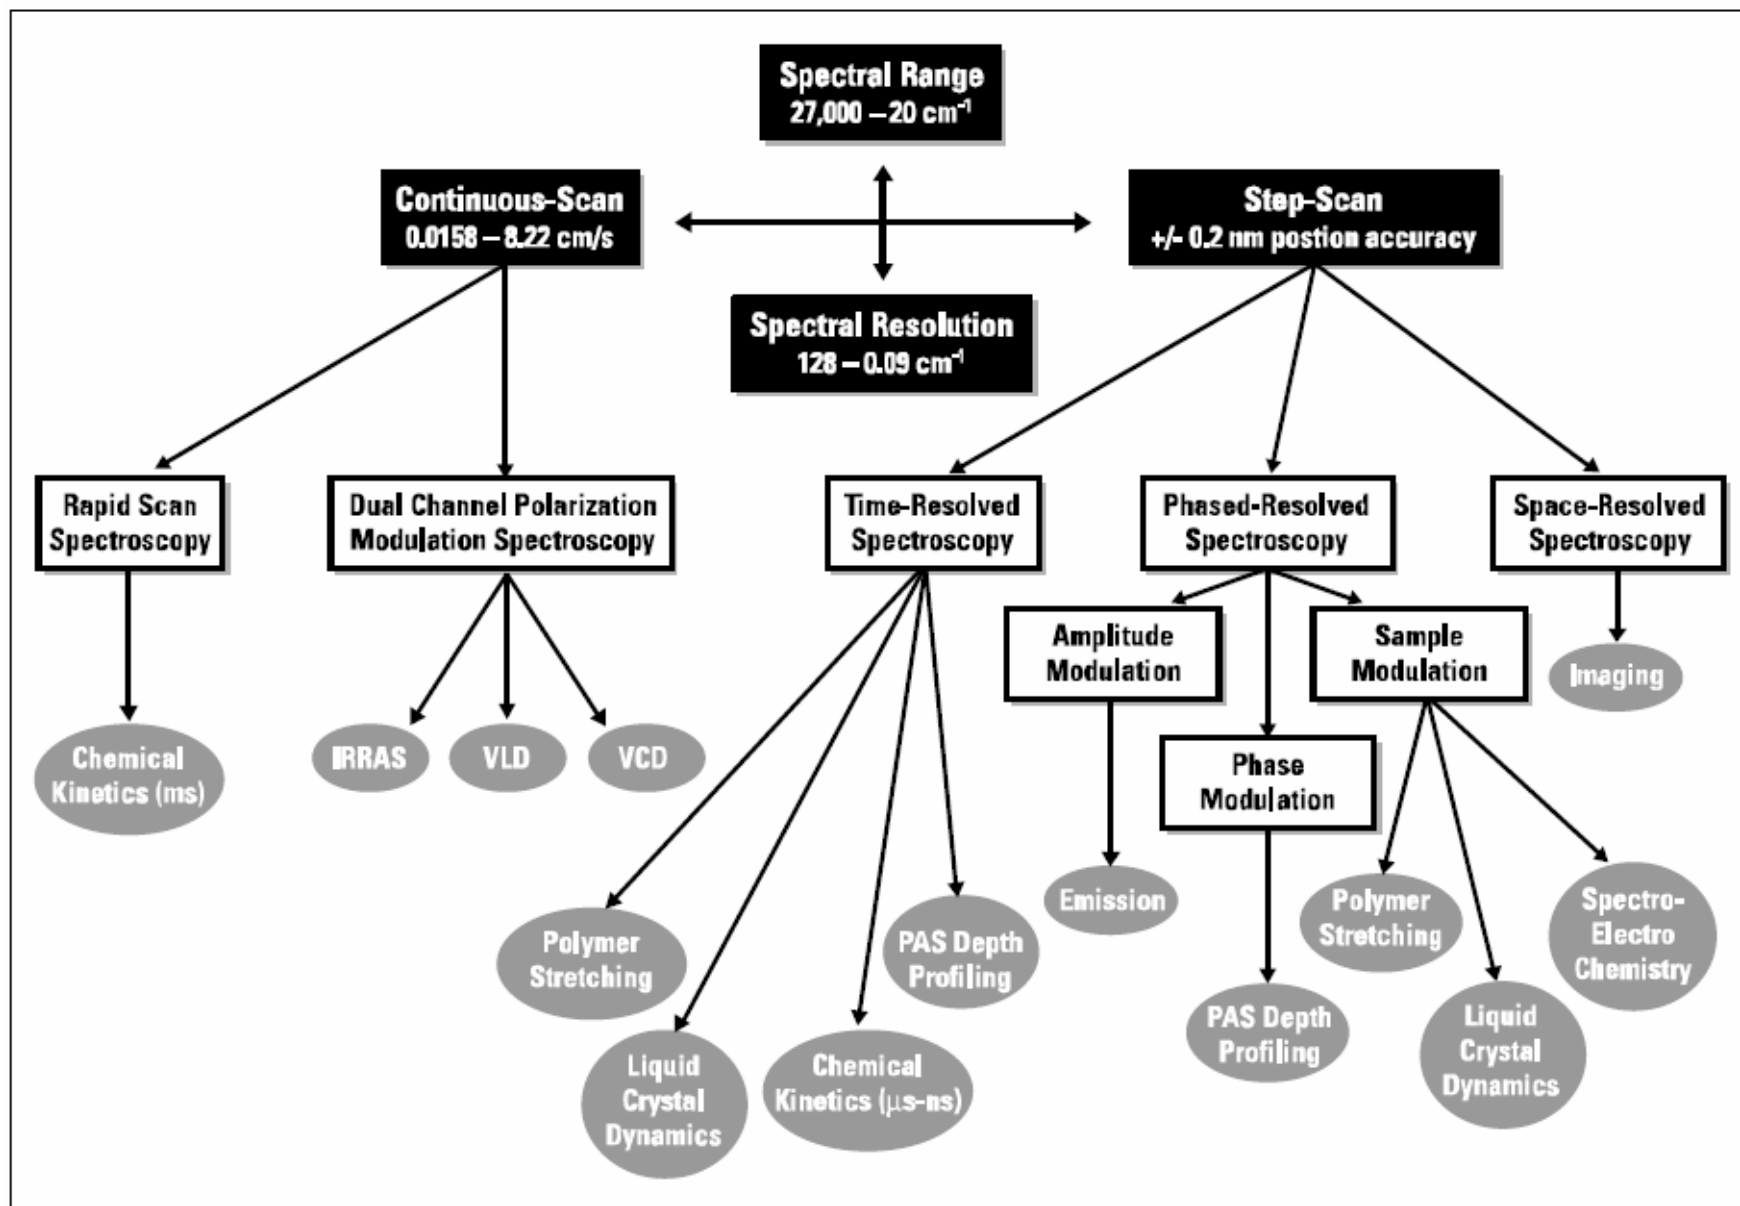 Spectral Range
27,000 – 20 cm⁻¹
Continuous-Scan
0.0158 – 8.22 cm/s
Step-Scan
+/- 0.2 nm postion accuracy
Spectral Resolution
128 – 0.09 cm⁻¹
Rapid Scan
Spectroscopy
Dual Channel Polarization
Modulation Spectroscopy
Time-Resolved
Spectroscopy
Phased-Resolved
Spectroscopy
Space-Resolved
Spectroscopy
Amplitude
Modulation
Sample
Modulation
Imaging
Chemical
Kinetics (ms)
IRRAS
VLD
VCD
Phase
Modulation
Polymer
Stretching
PAS Depth
Profiling
Emission
Polymer
Stretching
Spectro-
Electro
Chemistry
Liquid
Crystal
Dynamics
Chemical
Kinetics (μs-ns)
PAS Depth
Profiling
Liquid
Crystal
Dynamics